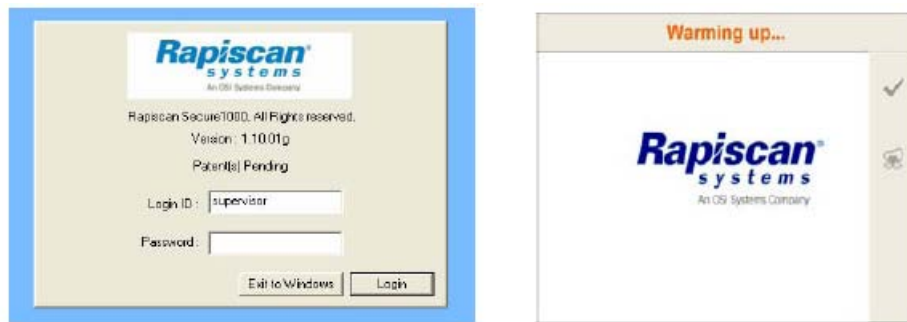 Rapiscan
systems
An OSI Systems Company
Rapiscan Secure1000. All Rights reserved.
Version : 1.10.01g
Patent(s) Pending
Login ID : supervisor
Password :
Exit to Windows Login
Warming up...
Rapiscan
systems
An OSI Systems Company